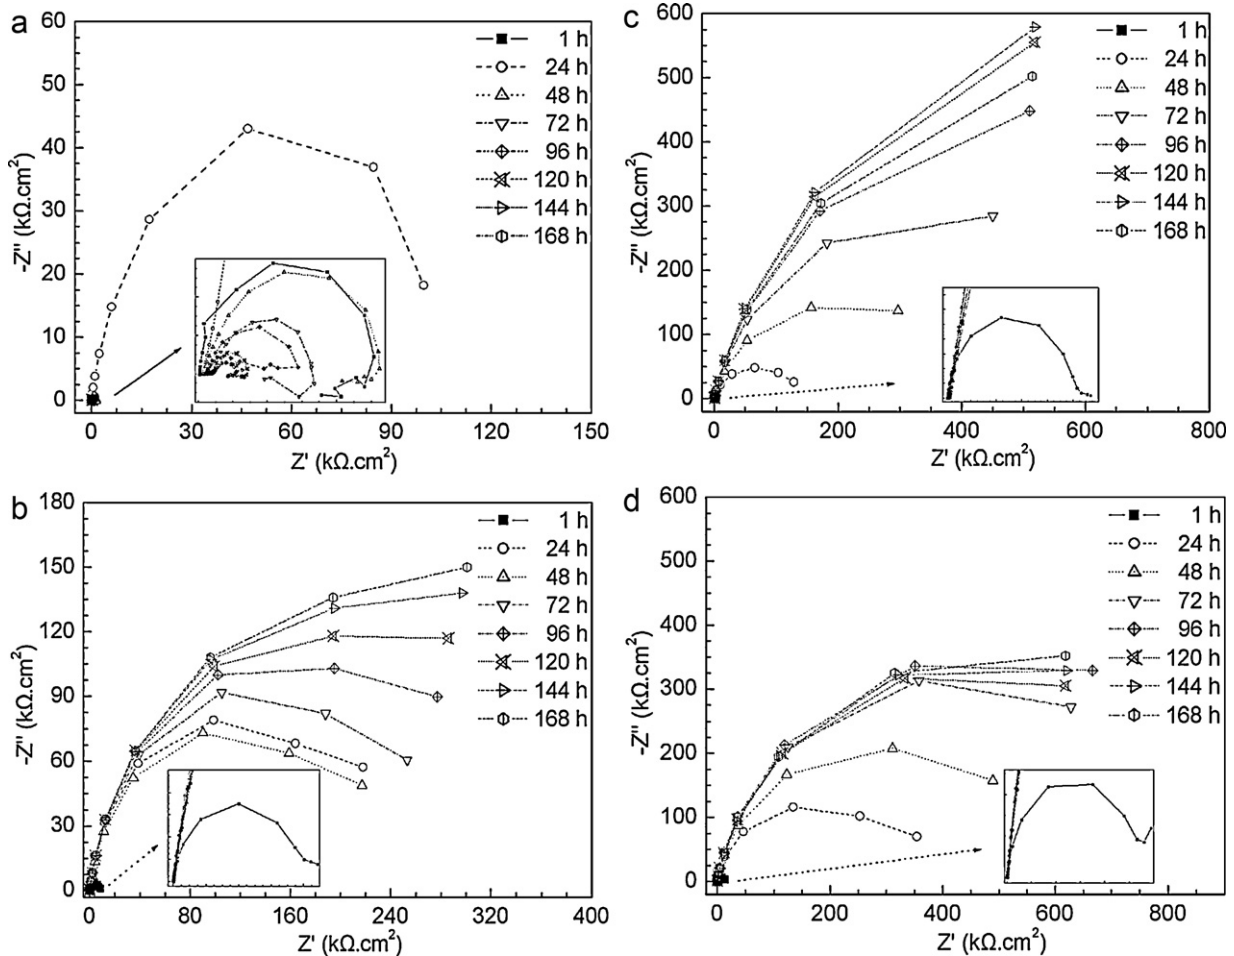 a
60
50
40
30
20
10
0
-Z" (kΩ.cm²)
0 30 60 90 120 150
Z' (kΩ.cm²)
1 h
24 h
48 h
72 h
96 h
120 h
144 h
168 h
c
600
500
400
300
200
100
0
-Z" (kΩ.cm²)
0 200 400 600 800
Z' (kΩ.cm²)
1 h
24 h
48 h
72 h
96 h
120 h
144 h
168 h
b
180
150
120
90
60
30
0
-Z" (kΩ.cm²)
0 80 160 240 320 400
Z' (kΩ.cm²)
1 h
24 h
48 h
72 h
96 h
120 h
144 h
168 h
d
600
500
400
300
200
100
0
-Z" (kΩ.cm²)
0 200 400 600 800
Z' (kΩ.cm²)
1 h
24 h
48 h
72 h
96 h
120 h
144 h
168 h